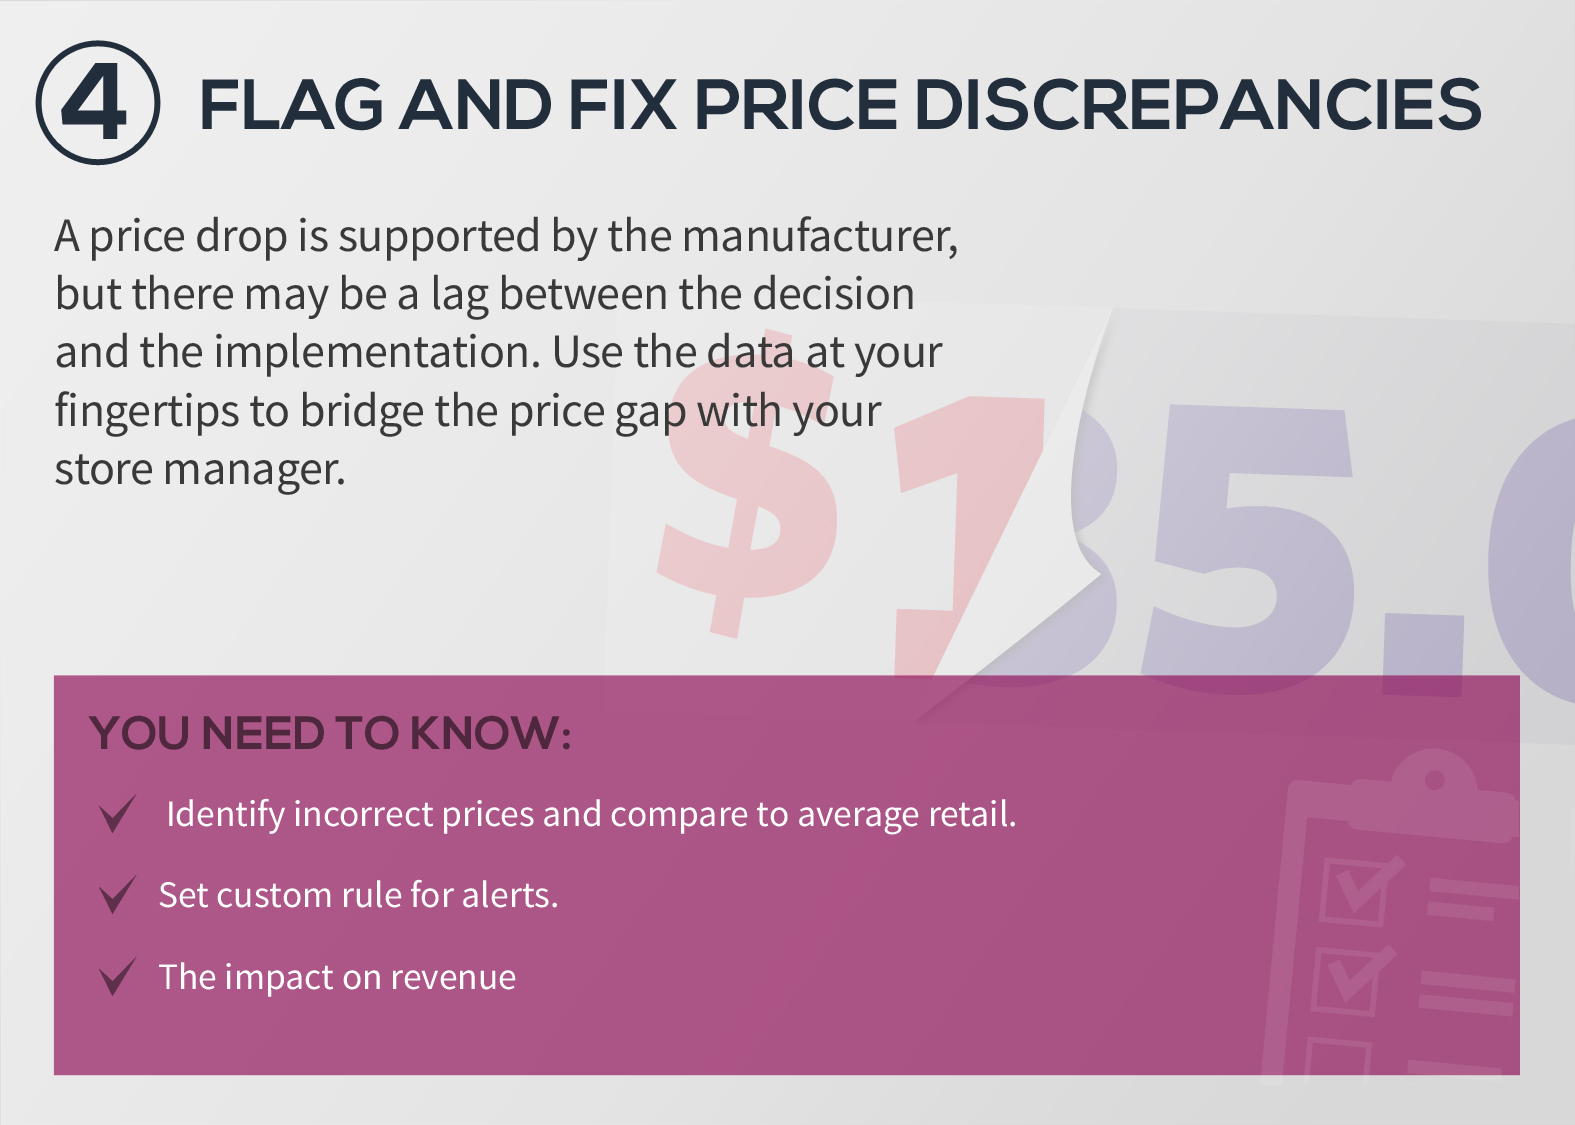 4 FLAG AND FIX PRICE DISCREPANCIES
A price drop is supported by the manufacturer,
but there may be a lag between the decision
and the implementation. Use the data at your
fingertips to bridge the price gap with your
store manager.
$1
5.
YOU NEED TO KNOW:
Identify incorrect prices and compare to average retail.
Set custom rule for alerts.
The impact on revenue